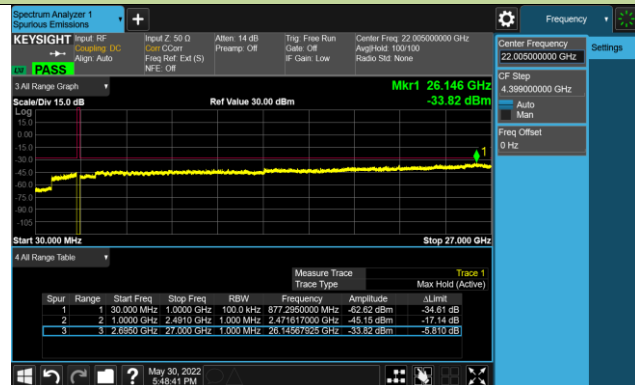 Spectrum Analyzer 1
Spurious Emissions
Frequency
KEYSIGHT
Input: RF
Coupling: DC
Align: Auto
Input Z: 50 Ω
Corr CCorr
Freq Ref: Ext (S)
NFE: Off
Atten: 14 dB
Preamp: Off
Trig: Free Run
Gate: Off
IF Gain: Low
Center Freq: 22.005000000 GHz
Avg|Hold: 100/100
Radio Std: None
PASS
Center Frequency
22.005000000 GHz
Settings
CF Step
4.399000000 GHz
Auto
Man
Freq Offset
0 Hz
3 All Range Graph
Mkr1 26.146 GHz
Scale/Div 15.0 dB
Ref Value 30.00 dBm
-33.82 dBm
Log
15.0
0.00
-15.0
-30.0
-45.0
-60.0
-75.0
-90.0
-105
1
Start 30.000 MHz
Stop 27.000 GHz
4 All Range Table
Measure Trace Trace 1
Trace Type Max Hold (Active)
Spur Range Start Freq Stop Freq RBW Frequency Amplitude ΔLimit
1 1 30.000 MHz 1.0000 GHz 100.0 kHz 877.2950000 MHz -62.62 dBm -34.61 dB
2 2 1.0000 GHz 2.4910 GHz 1.000 MHz 2.471617000 GHz -45.15 dBm -17.14 dB
3 3 2.6950 GHz 27.000 GHz 1.000 MHz 26.14567925 GHz -33.82 dBm -5.810 dB
May 30, 2022
5:48:41 PM